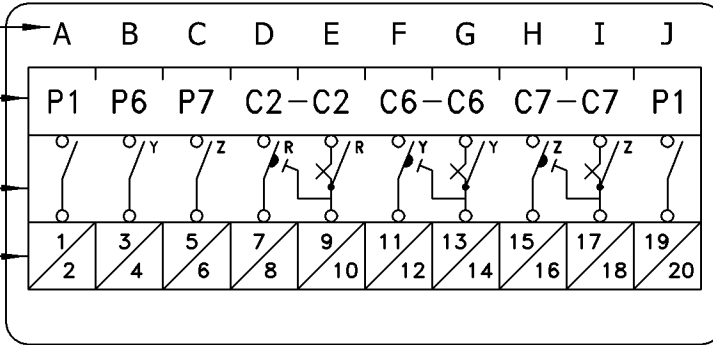 A B C D E F G H I J
P1 P6 P7 C2-C2 C6-C6 C7-C7 P1
Y Z R R Y Y Z Z
1 3 5 7 9 11 13 15 17 19
2 4 6 8 10 12 14 16 18 20